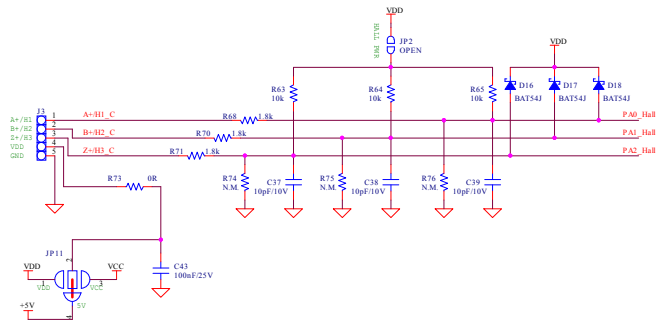 VDD
HALL PWR
JP2
OPEN
VDD
R63
10k
R64
10k
R65
10k
D16
BAT54J
D17
BAT54J
D18
BAT54J
J3
A+/H1 1 A+/H1_C
B+/H2 2 B+/H2_C
Z+/H3 3 Z+/H3_C
VDD 4
GND 5
R68 1.8k
R70 1.8k
R71 1.8k
PA0_Hall
PA1_Hall
PA2_Hall
R73 0R
R74
N.M.
C37
10pF/10V
R75
N.M.
C38
10pF/10V
R76
N.M.
C39
10pF/10V
JP11
2
VDD
1
VDD
VCC
3
VCC
5V
4
+5V
C43
100nF/25V